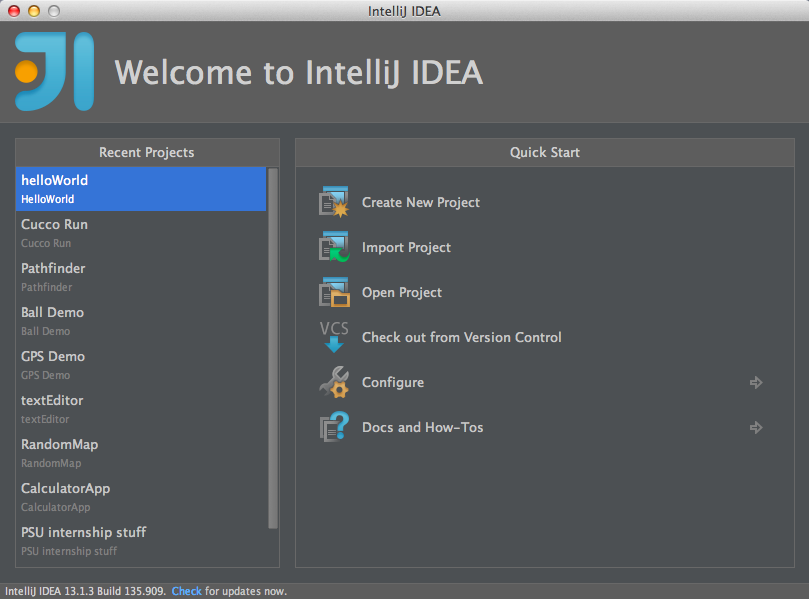 IntelliJ IDEA
Welcome to IntelliJ IDEA
Recent Projects
helloWorld
HelloWorld
Cucco Run
Cucco Run
Pathfinder
Pathfinder
Ball Demo
Ball Demo
GPS Demo
GPS Demo
textEditor
textEditor
RandomMap
RandomMap
CalculatorApp
CalculatorApp
PSU internship stuff
PSU internship stuff
Quick Start
Create New Project
Import Project
Open Project
VCS
Check out from Version Control
Configure
Docs and How-Tos
IntelliJ IDEA 13.1.3 Build 135.909. Check for updates now.